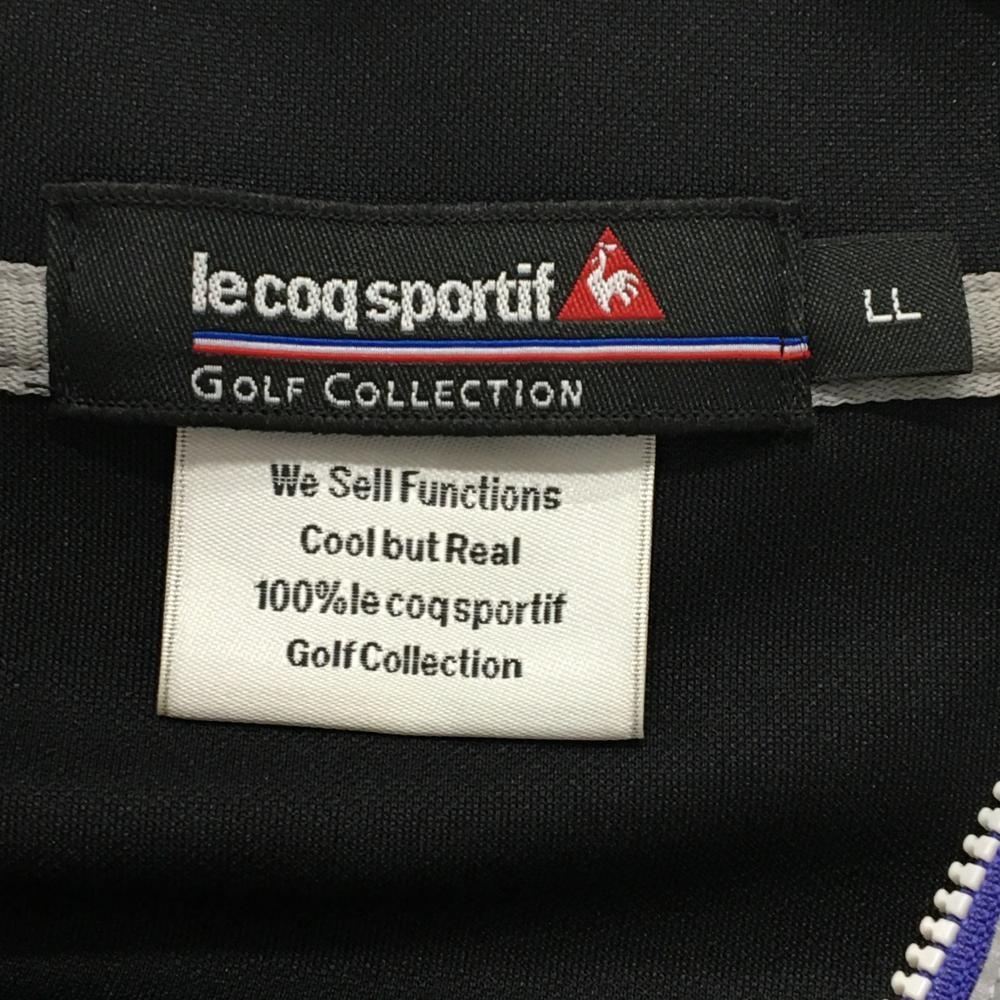 le coq sportif
GOLF COLLECTION
LL
We Sell Functions
Cool but Real
100% le coq sportif
Golf Collection